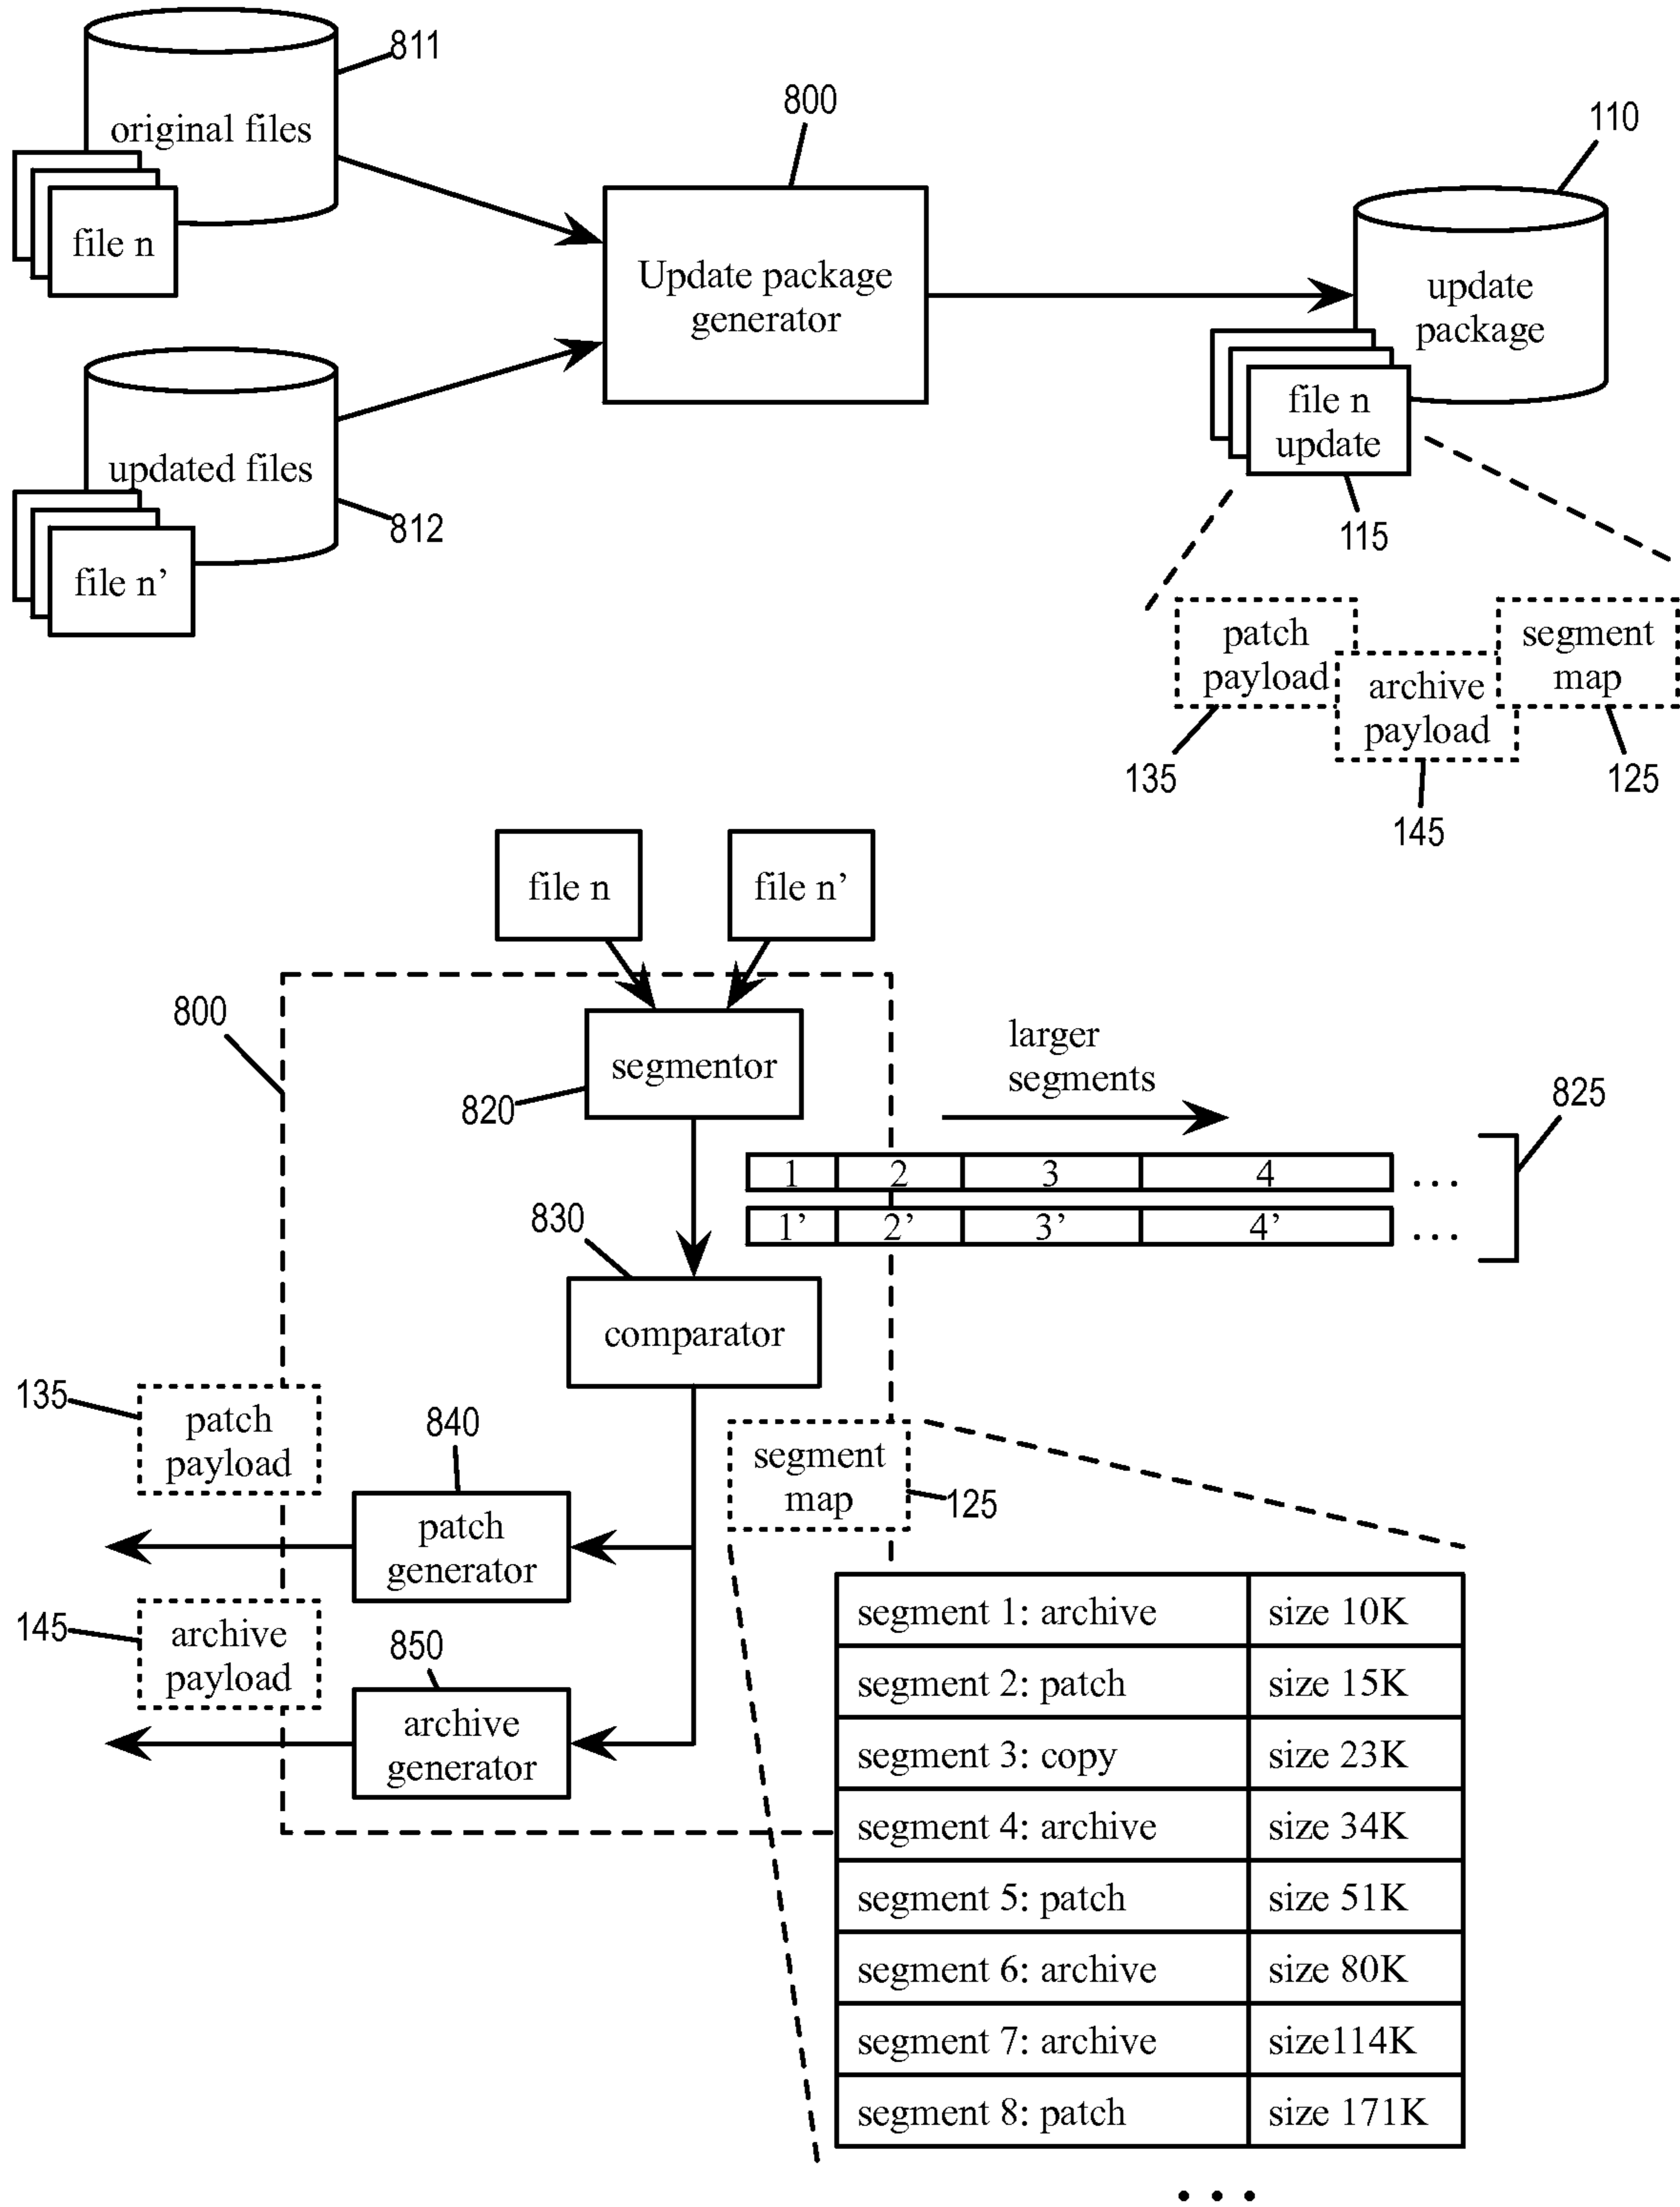 811
original files
file n
800
Update package
generator
110
update
package
file n
update
115
updated files
812
file n’
patch
payload
archive
payload
segment
map
135
145
125
file n
file n’
800
segmentor
820
larger
segments
825
1 2 3 4 ...
1’ 2’ 3’ 4’ ...
830
comparator
135
patch
payload
840
patch
generator
segment
map
125
145
archive
payload
850
archive
generator
segment 1: archive size 10K
segment 2: patch size 15K
segment 3: copy size 23K
segment 4: archive size 34K
segment 5: patch size 51K
segment 6: archive size 80K
segment 7: archive size114K
segment 8: patch size 171K
...